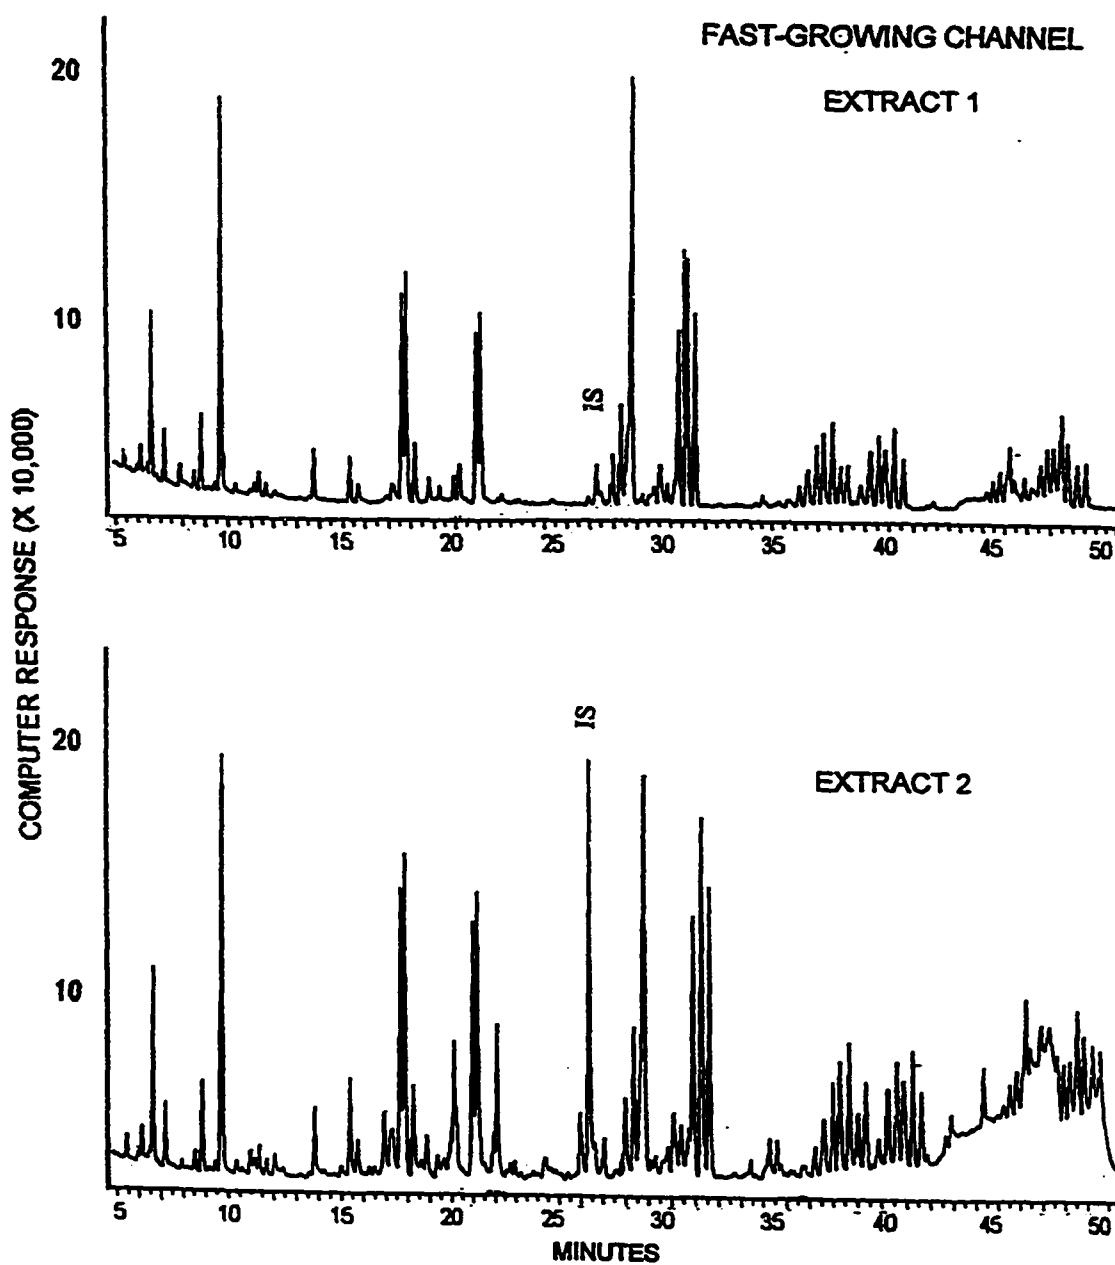 FAST-GROWING CHANNEL
EXTRACT 1
20
10
IS
5 10 15 20 25 30 35 40 45 50
COMPUTER RESPONSE (X 10,000)
IS
20
EXTRACT 2
10
5 10 15 20 25 30 35 40 45 50
MINUTES